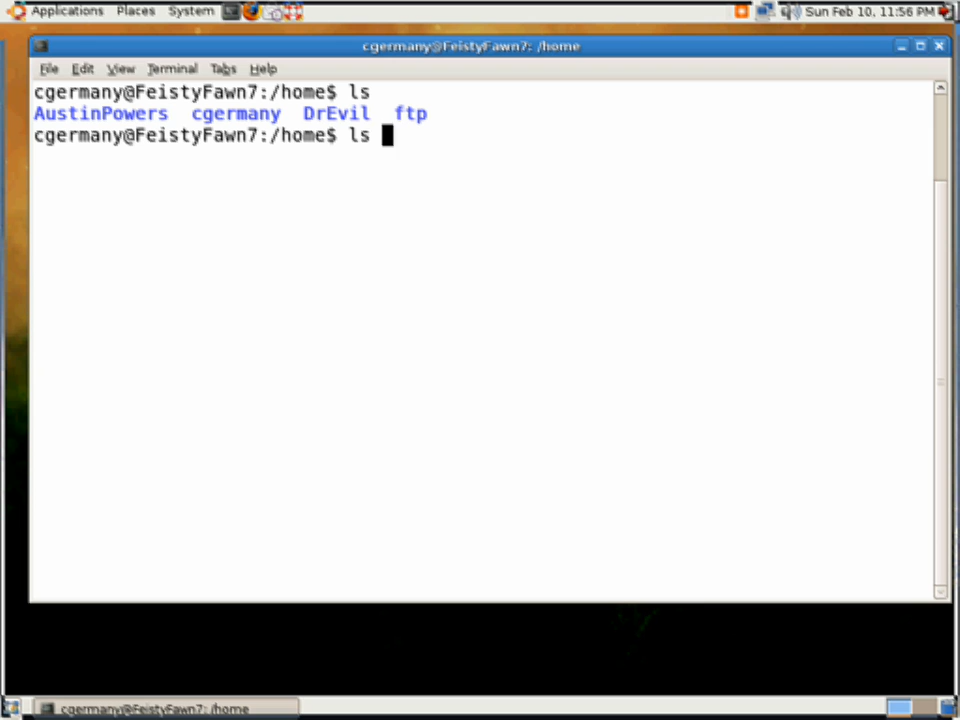 Applications Places System Sun Feb 10, 11:56 PM
cgermany@FeistyFawn7: /home
File Edit View Terminal Tabs Help
cgermany@FeistyFawn7:/home$ ls
AustinPowers cgermany DrEvil ftp
cgermany@FeistyFawn7:/home$ ls
cgermany@FeistyFawn7: /home